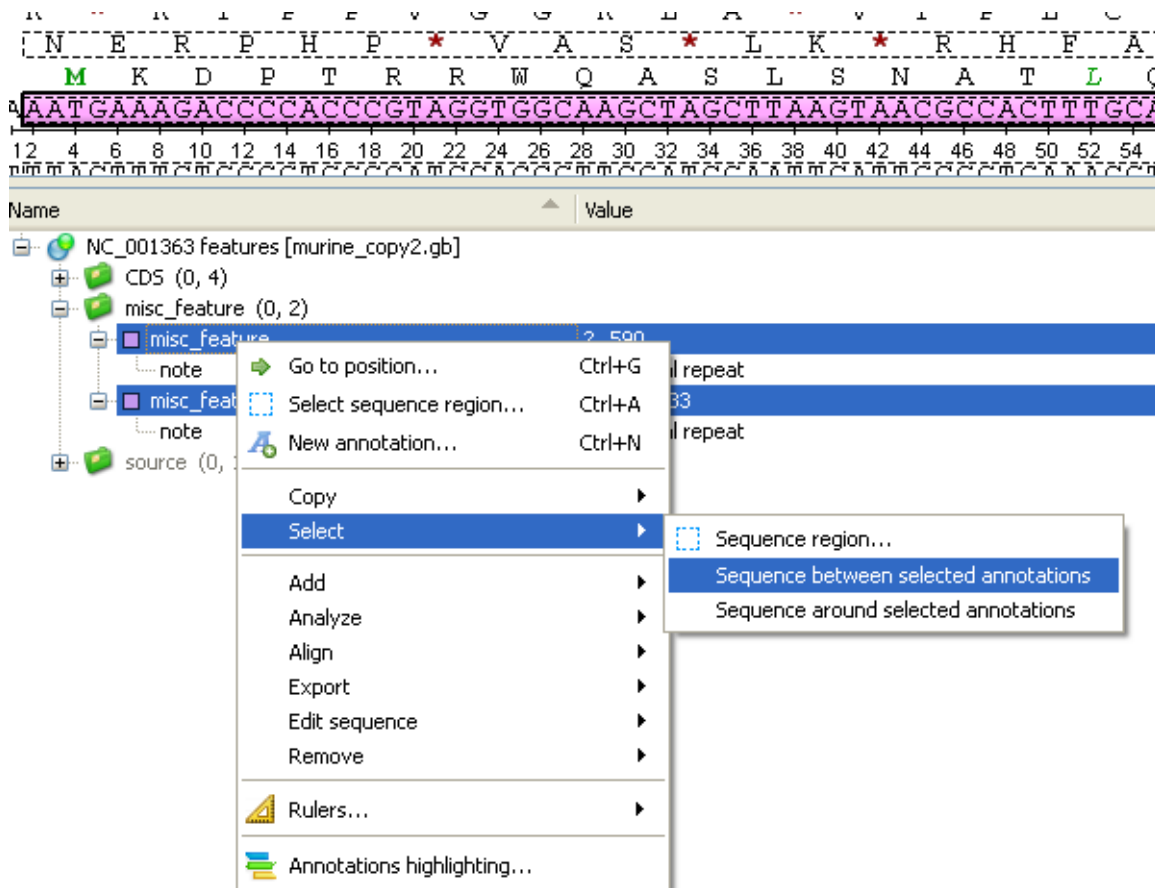 N E R P H P * V A S * L K * R H F A
M K D P T R R W Q A S L S N A T L
AATGAAAGACCCCACCCGTAGGTGGCAAGCTAGCTTAAGTAACGCCACTTTGCA
12 4 6 8 10 12 14 16 18 20 22 24 26 28 30 32 34 36 38 40 42 44 46 48 50 52 54
Name Value
NC_001363 features [murine_copy2.gb]
CDS (0, 4)
misc_feature (0, 2)
misc_feature 2..590
note l repeat
misc_feat 33
note l repeat
source (0,
Go to position... Ctrl+G
Select sequence region... Ctrl+A
New annotation... Ctrl+N
Copy
Select
Sequence region...
Sequence between selected annotations
Sequence around selected annotations
Add
Analyze
Align
Export
Edit sequence
Remove
Rulers...
Annotations highlighting...